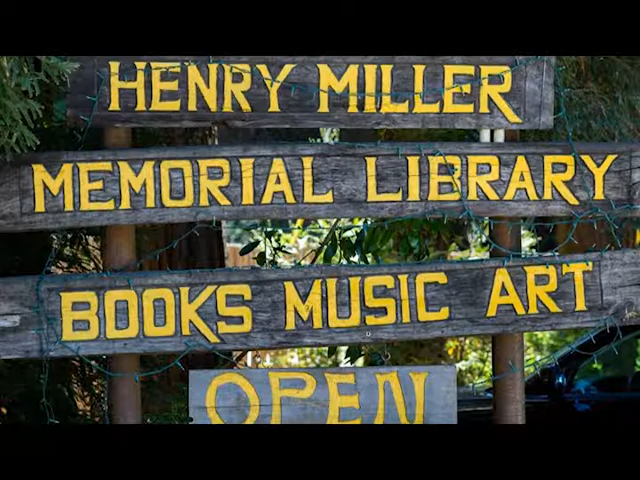 HENRY MILLER
MEMORIAL LIBRARY
BOOKS MUSIC ART
OPEN